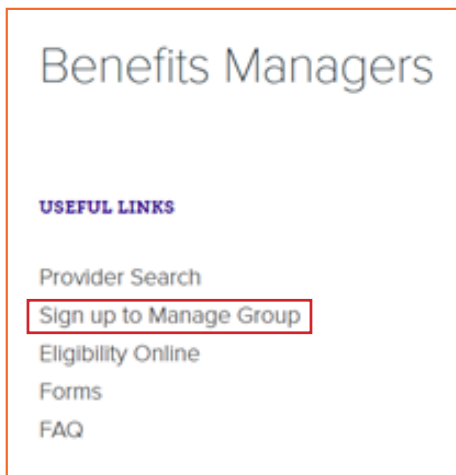 Benefits Managers
USEFUL LINKS
Provider Search
Sign up to Manage Group
Eligibility Online
Forms
FAQ